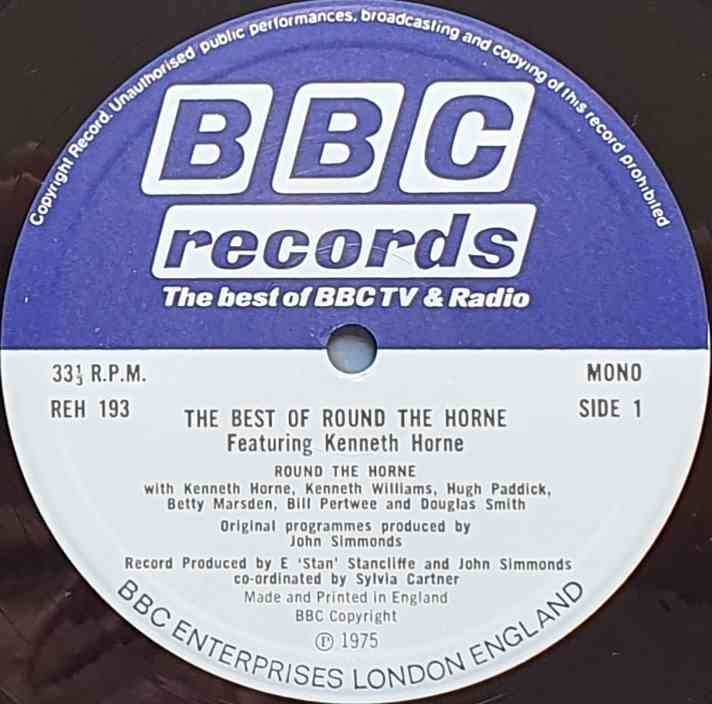 Copyright Record. Unauthorised public performances, broadcasting and copying of this record prohibited
BBC
records
The best of BBC TV & Radio
33⅓ R.P.M.
MONO
REH 193
SIDE 1
THE BEST OF ROUND THE HORNE
Featuring Kenneth Horne
ROUND THE HORNE
with Kenneth Horne, Kenneth Williams, Hugh Paddick,
Betty Marsden, Bill Pertwee and Douglas Smith
Original programmes produced by
John Simmonds
Record Produced by E 'Stan' Stancliffe and John Simmonds
co-ordinated by Sylvia Cartner
Made and Printed in England
BBC Copyright
Ⓟ 1975
BBC ENTERPRISES LONDON ENGLAND